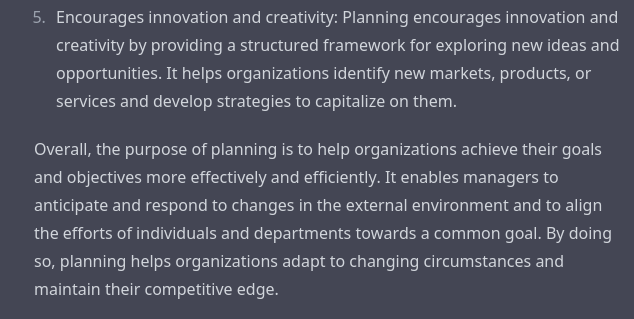 5. Encourages innovation and creativity: Planning encourages innovation and
creativity by providing a structured framework for exploring new ideas and
opportunities. It helps organizations identify new markets, products, or
services and develop strategies to capitalize on them.
Overall, the purpose of planning is to help organizations achieve their goals
and objectives more effectively and efficiently. It enables managers to
anticipate and respond to changes in the external environment and to align
the efforts of individuals and departments towards a common goal. By doing
so, planning helps organizations adapt to changing circumstances and
maintain their competitive edge.